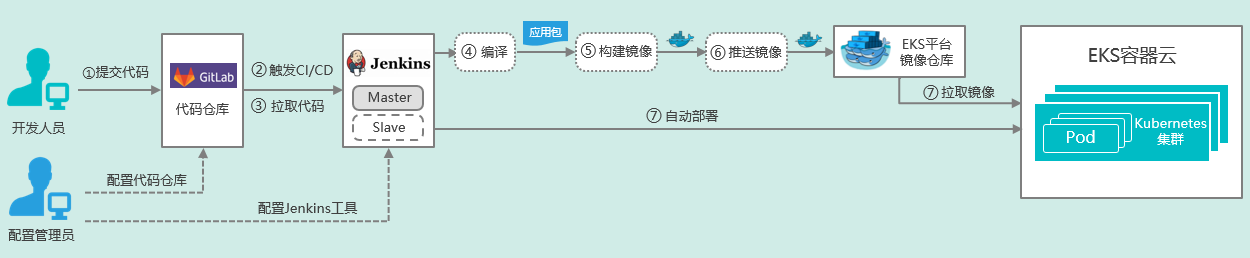 开发人员
①提交代码
GitLab
代码仓库
②触发CI/CD
③ 拉取代码
Jenkins
Master
Slave
④ 编译
应用包
⑤构建镜像
⑥推送镜像
EKS平台
镜像仓库
⑦拉取镜像
⑦自动部署
EKS容器云
Kubernetes
集群
Pod
配置代码仓库
配置Jenkins工具
配置管理员